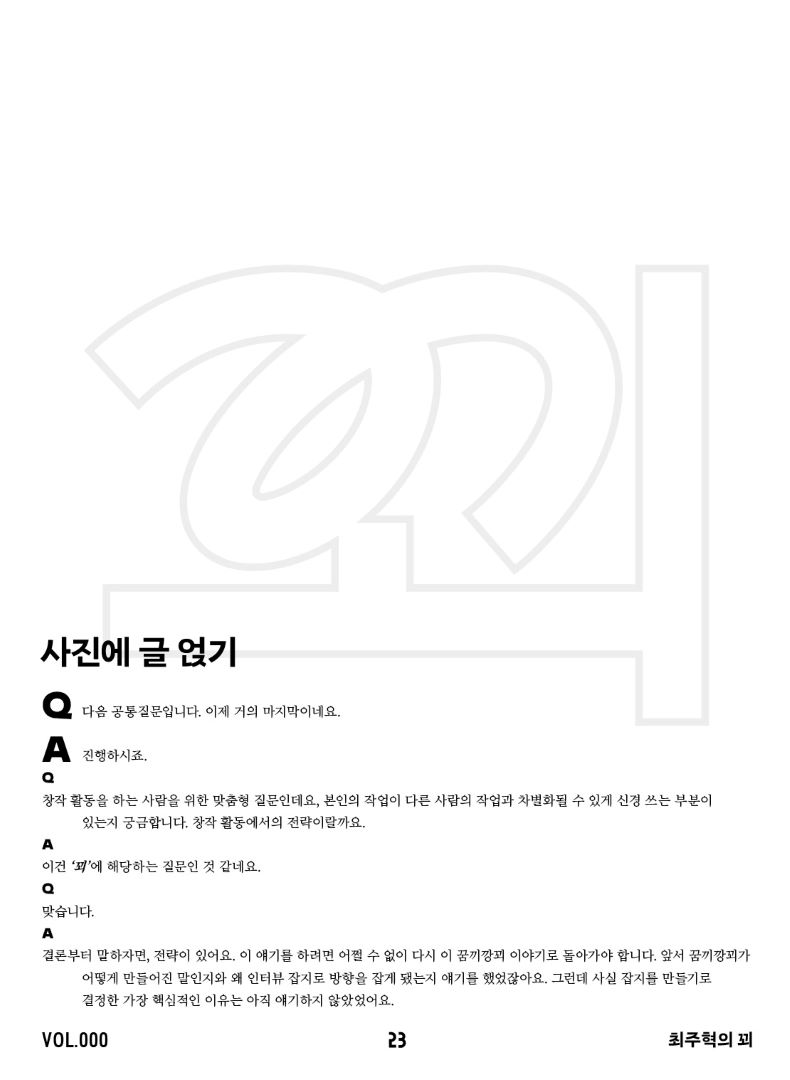 꾀
사진에 글 얹기
Q 다음 공통질문입니다. 이제 거의 마지막이네요.
A 진행하시죠.
Q
창작 활동을 하는 사람을 위한 맞춤형 질문인데요, 본인의 작업이 다른 사람의 작업과 차별화될 수 있게 신경 쓰는 부분이
있는지 궁금합니다. 창작 활동에서의 전략이랄까요.
A
이건 ‘꾀’에 해당하는 질문인 것 같네요.
Q
맞습니다.
A
결론부터 말하자면, 전략이 있어요. 이 얘기를 하려면 어쩔 수 없이 다시 이 꿈끼깡꾀 이야기로 돌아가야 합니다. 앞서 꿈끼깡꾀가
어떻게 만들어진 말인지와 왜 인터뷰 잡지로 방향을 잡게 됐는지 얘기를 했었잖아요. 그런데 사실 잡지를 만들기로
결정한 가장 핵심적인 이유는 아직 얘기하지 않았었어요.
VOL.000 23 최주혁의 꾀